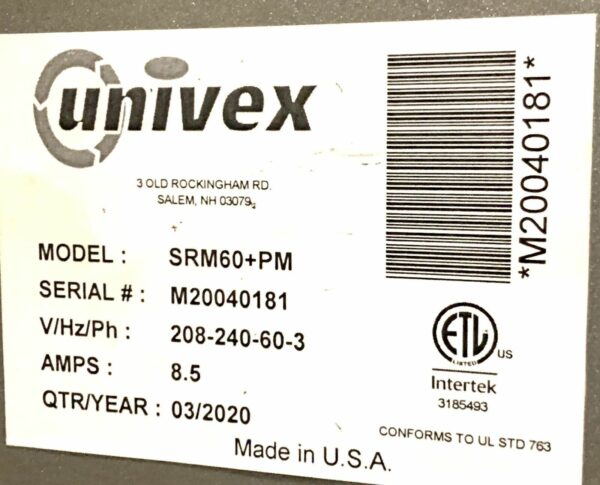 univex
3 OLD ROCKINGHAM RD.
SALEM, NH 03079
MODEL : SRM60+PM
SERIAL # : M20040181
V/Hz/Ph : 208-240-60-3
AMPS : 8.5
QTR/YEAR : 03/2020
Made in U.S.A.
*M20040181*
ETL
LISTED
US
Intertek
3185493
CONFORMS TO UL STD 763